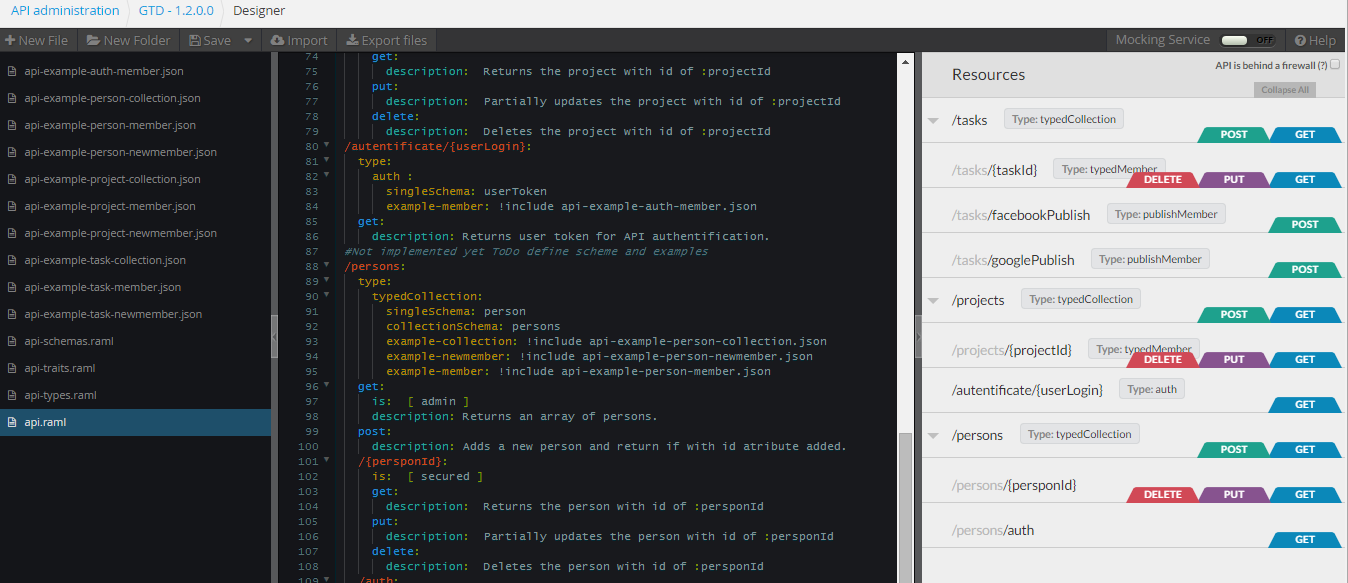 API administration GTD - 1.2.0.0 Designer
+ New File New Folder Save Import Export files Mocking Service OFF Help
api-example-auth-member.json
api-example-person-collection.json
api-example-person-member.json
api-example-person-newmember.json
api-example-project-collection.json
api-example-project-member.json
api-example-project-newmember.json
api-example-task-collection.json
api-example-task-member.json
api-example-task-newmember.json
api-schemas.raml
api-traits.raml
api-types.raml
api.raml
74 get:
75 description: Returns the project with id of :projectId
76 put:
77 description: Partially updates the project with id of :projectId
78 delete:
79 description: Deletes the project with id of :projectId
80 /autentificate/{userLogin}:
81 type:
82 auth :
83 singleSchema: userToken
84 example-member: !include api-example-auth-member.json
85 get:
86 description: Returns user token for API authentification.
87 #Not implemented yet ToDo define scheme and examples
88 /persons:
89 type:
90 typedCollection:
91 singleSchema: person
92 collectionSchema: persons
93 example-collection: !include api-example-person-collection.json
94 example-newmember: !include api-example-person-newmember.json
95 example-member: !include api-example-person-member.json
96 get:
97 is: [ admin ]
98 description: Returns an array of persons.
99 post:
100 description: Adds a new person and return if with id atribute added.
101 /{persponId}:
102 is: [ secured ]
103 get:
104 description: Returns the person with id of :persponId
105 put:
106 description: Partially updates the person with id of :persponId
107 delete:
108 description: Deletes the person with id of :persponId
109 /auth:
Resources
API is behind a firewall (?)
Collapse All
/tasks Type: typedCollection
POST GET
/tasks/{taskId} Type: typedMember
DELETE PUT GET
/tasks/facebookPublish Type: publishMember
POST
/tasks/googlePublish Type: publishMember
POST
/projects Type: typedCollection
POST GET
/projects/{projectId} Type: typedMember
DELETE PUT GET
/autentificate/{userLogin} Type: auth
GET
/persons Type: typedCollection
POST GET
/persons/{persponId}
DELETE PUT GET
/persons/auth
GET